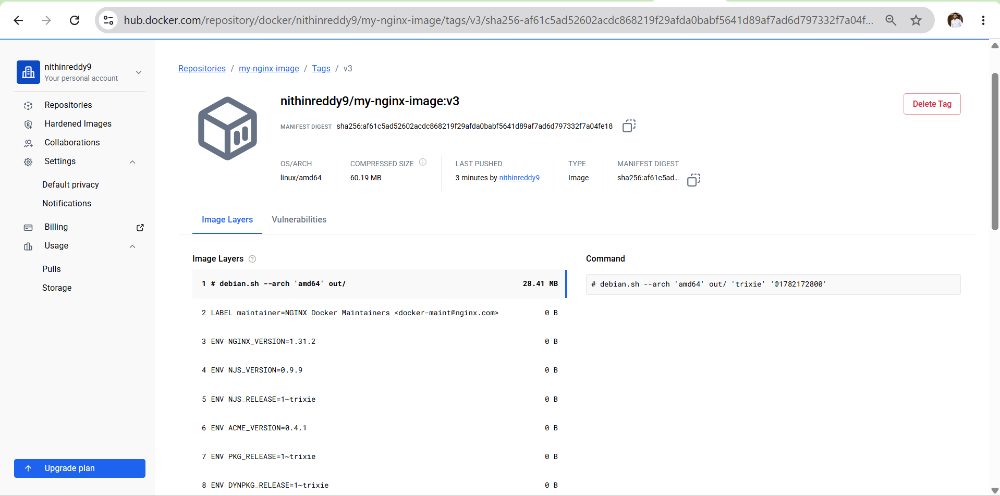 hub.docker.com/repository/docker/nithinreddy9/my-nginx-image/tags/v3/sha256-af61c5ad52602acdc868219f29afda0babf5641d89af7ad6d797332f7a04f...
nithinreddy9
Your personal account
Repositories
Hardened Images
Collaborations
Settings
Default privacy
Notifications
Billing
Usage
Pulls
Storage
Upgrade plan
Repositories / my-nginx-image / Tags / v3
nithinreddy9/my-nginx-image:v3
Delete Tag
MANIFEST DIGEST sha256:af61c5ad52602acdc868219f29afda0babf5641d89af7ad6d797332f7a04fe18
OS/ARCH
linux/amd64
COMPRESSED SIZE
60.19 MB
LAST PUSHED
3 minutes by nithinreddy9
TYPE
Image
MANIFEST DIGEST
sha256:af61c5ad...
Image Layers Vulnerabilities
Image Layers
1 # debian.sh --arch 'amd64' out/ 28.41 MB
2 LABEL maintainer=NGINX Docker Maintainers <docker-maint@nginx.com> 0 B
3 ENV NGINX_VERSION=1.31.2 0 B
4 ENV NJS_VERSION=0.9.9 0 B
5 ENV NJS_RELEASE=1~trixie 0 B
6 ENV ACME_VERSION=0.4.1 0 B
7 ENV PKG_RELEASE=1~trixie 0 B
8 ENV DYNPKG_RELEASE=1~trixie 0 B
Command
# debian.sh --arch 'amd64' out/ 'trixie' '@1782172800'